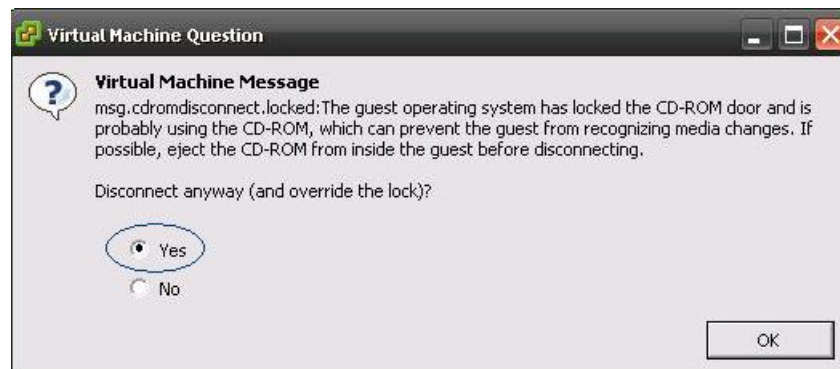 Virtual Machine Question
Virtual Machine Message
msg.cdromdisconnect.locked:The guest operating system has locked the CD-ROM door and is
probably using the CD-ROM, which can prevent the guest from recognizing media changes. If
possible, eject the CD-ROM from inside the guest before disconnecting.
Disconnect anyway (and override the lock)?
Yes
No
OK